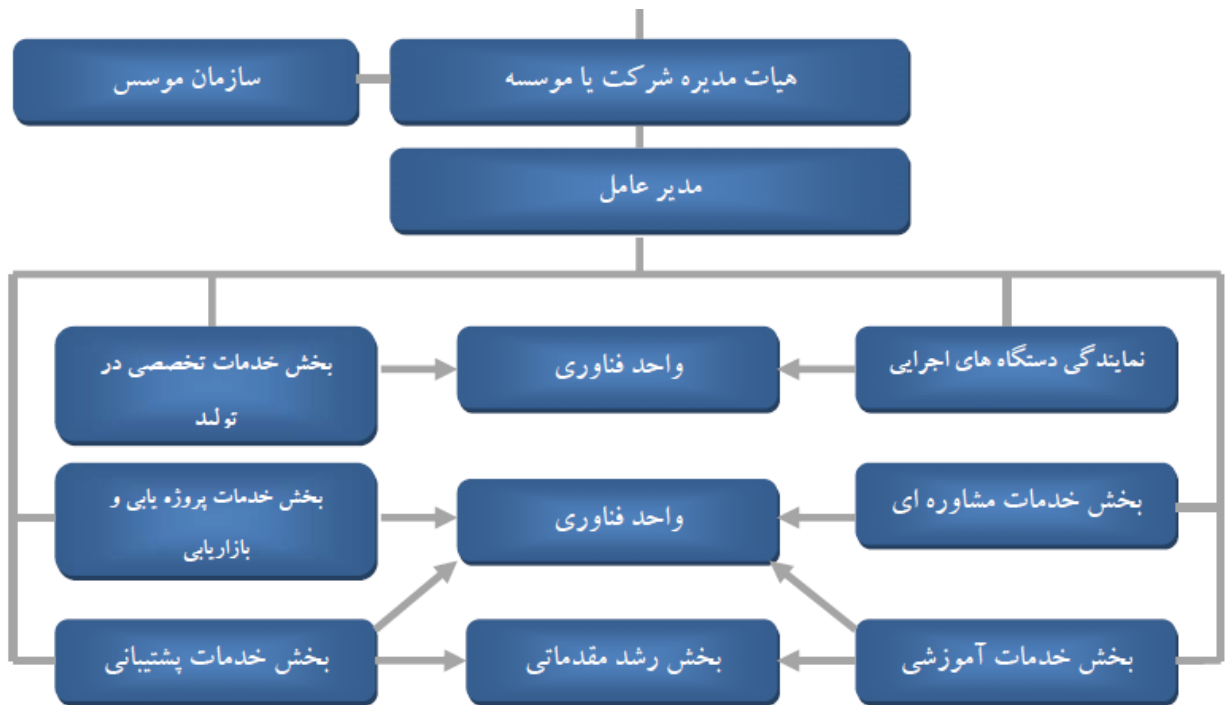 هیات مدیره شرکت یا موسسه
سازمان موسس
مدیر عامل
نمایندگی دستگاه های اجرایی
واحد فناوری
بخش خدمات تخصصی در
تولید
بخش خدمات مشاوره ای
واحد فناوری
بخش خدمات پروژه یابی و
بازاریابی
بخش خدمات آموزشی
بخش رشد مقدماتی
بخش خدمات پشتیبانی